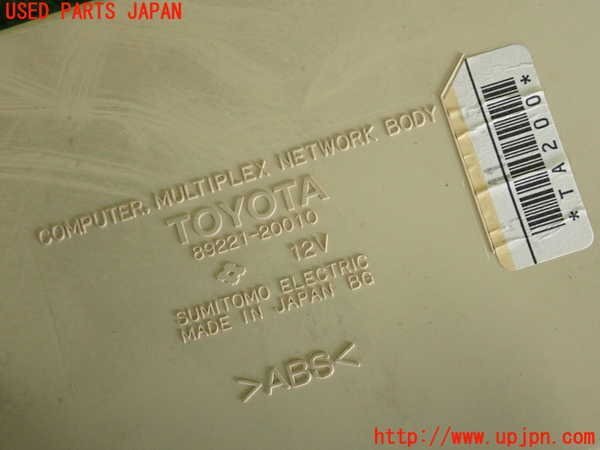 USED PARTS JAPAN
COMPUTER, MULTIPLEX NETWORK BODY
TOYOTA
89221-20010
12V
SUMITOMO ELECTRIC
MADE IN JAPAN BG
>ABS<
*TA200*
http://www.upjpn.com/